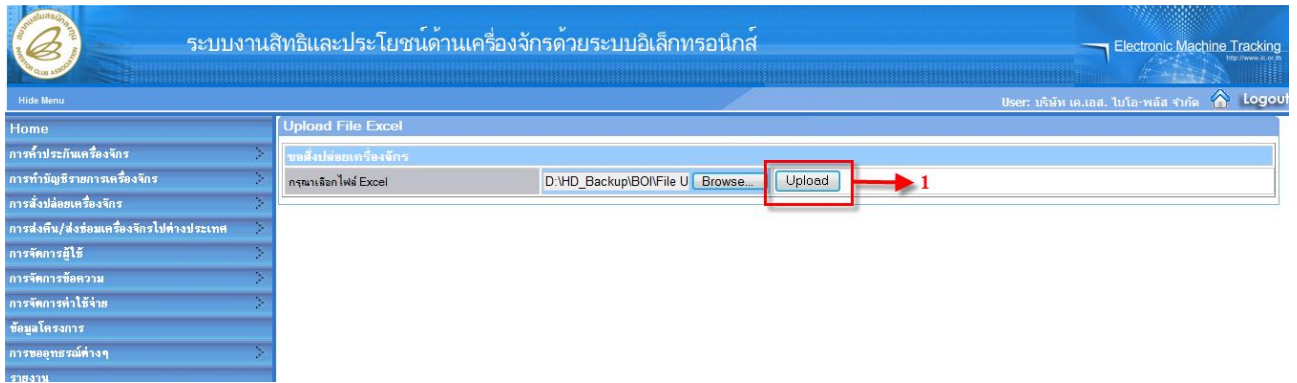 ระบบงานสิทธิและประโยชน์ด้านเครื่องจักรด้วยระบบอิเล็กทรอนิกส์
Electronic Machine Tracking
http://www.ic.or.th
INVESTOR CLUB ASSOCIATION
Hide Menu
User: บริษัท เค.เอส. ไบโอ-พลัส จำกัด
Logout
Home
การค้ำประกันเครื่องจักร
การทำบัญชีรายการเครื่องจักร
การสั่งปล่อยเครื่องจักร
การส่งคืน/ส่งซ่อมเครื่องจักรไปต่างประเทศ
การจัดการผู้ใช้
การจัดการข้อความ
การจัดการค่าใช้จ่าย
ข้อมูลโครงการ
การขออุทธรณ์ต่างๆ
รายงาน
Upload File Excel
ขอสั่งปล่อยเครื่องจักร
กรุณาเลือกไฟล์ Excel
D:\HD_Backup\BOI\File U
Browse...
Upload
1